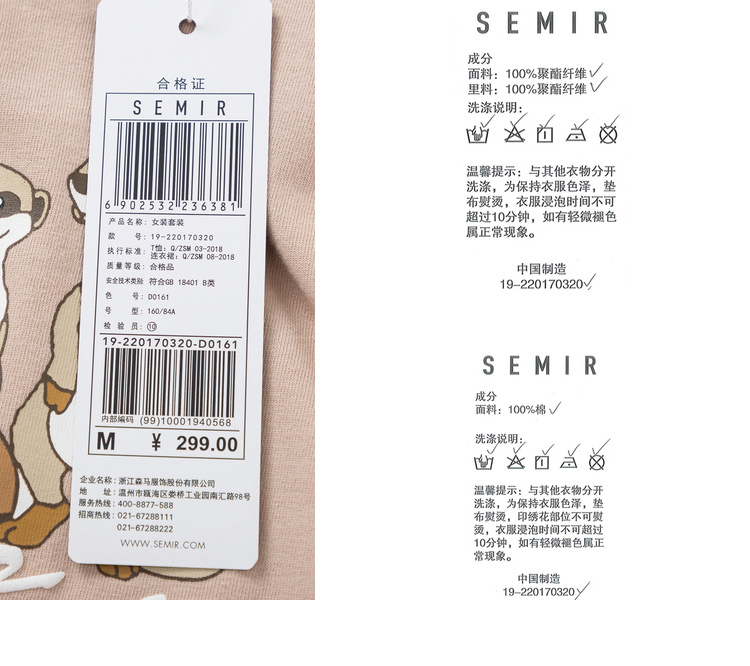 合格证
SEMIR
6 902532 236381
产品名称: 女装套装
款 号: 19-220170320
执行标准: T恤: Q/ZSM 03-2018
连衣裙: Q/ZSM 08-2018
质量等级: 合格品
安全技术类别 符合GB 18401 B类
色 号: D0161
号 型: 160/84A
检 验 员: ⑩
19-220170320-D0161
内部编码 (99)10001940568
M ¥ 299.00
企业名称: 浙江森马服饰股份有限公司
地 址: 温州市瓯海区娄桥工业园南汇路98号
服务热线: 400-8877-588
招商热线: 021-67288111
021-67288222
WWW.SEMIR.COM
SEMIR
成分
面料: 100%聚酯纤维
里料: 100%聚酯纤维
洗涤说明:
温馨提示: 与其他衣物分开
洗涤，为保持衣服色泽，垫
布熨烫，衣服浸泡时间不可
超过10分钟，如有轻微褪色
属正常现象。
中国制造
19-220170320
SEMIR
成分
面料: 100%棉
洗涤说明:
温馨提示: 与其他衣物分开
洗涤，为保持衣服色泽，垫
布熨烫，印绣花部位不可熨
烫，衣服浸泡时间不可超过
10分钟，如有轻微褪色属正
常现象。
中国制造
19-220170320